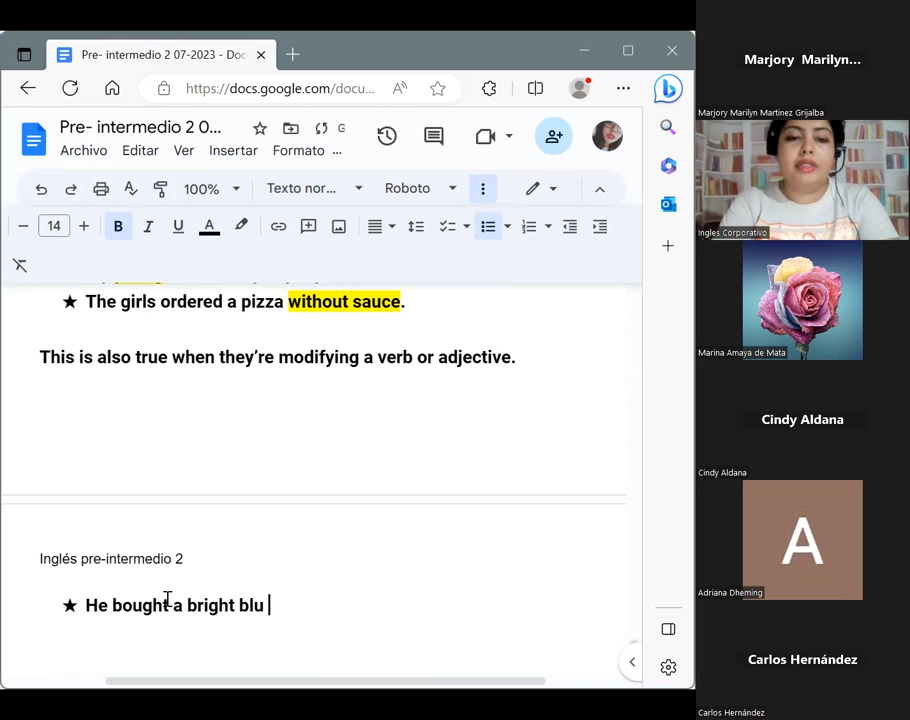 Pre- intermedio 2 07-2023 - Doc
https://docs.google.com/docu...
Pre- intermedio 2 0...
G
Archivo Editar Ver Insertar Formato ...
100% Texto nor... Roboto
14 B I U A
The girls ordered a pizza without sauce.
This is also true when they’re modifying a verb or adjective.
Inglés pre-intermedio 2
★ He bought a bright blu
Marjory Marilyn...
Marjory Marilyn Martinez Grijalba
Ingles Corporativo
Marina Amaya de Mata
Cindy Aldana
Cindy Aldana
A
Adriana Dheming
Carlos Hernández
Carlos Hernández